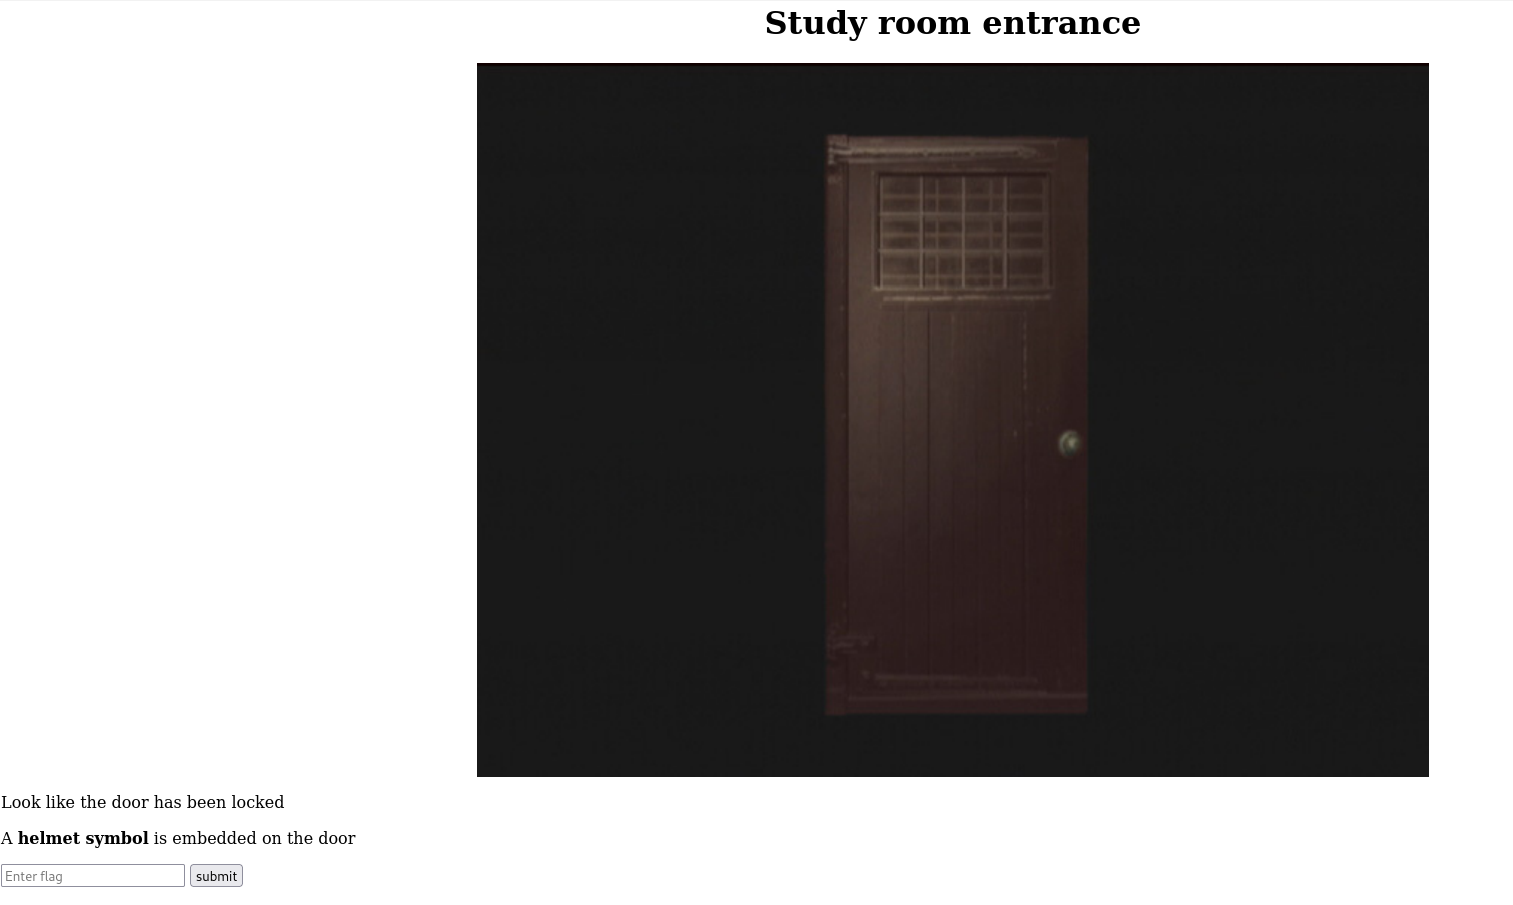 Study room entrance
Look like the door has been locked
A helmet symbol is embedded on the door
Enter flag submit